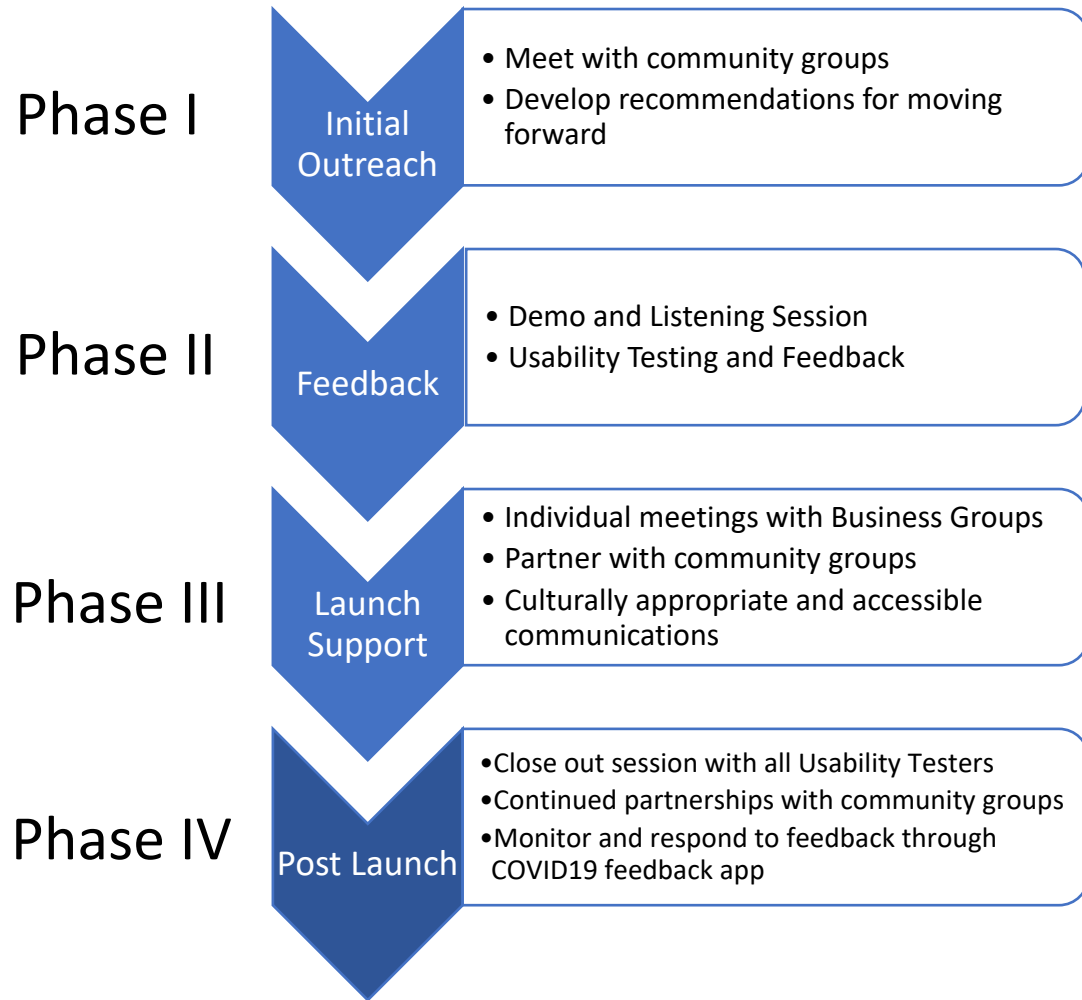 Phase I
Initial
Outreach
• Meet with community groups
• Develop recommendations for moving
forward
Phase II
Feedback
• Demo and Listening Session
• Usability Testing and Feedback
Phase III
Launch
Support
• Individual meetings with Business Groups
• Partner with community groups
• Culturally appropriate and accessible
communications
Phase IV
Post Launch
•Close out session with all Usability Testers
•Continued partnerships with community groups
•Monitor and respond to feedback through
COVID19 feedback app